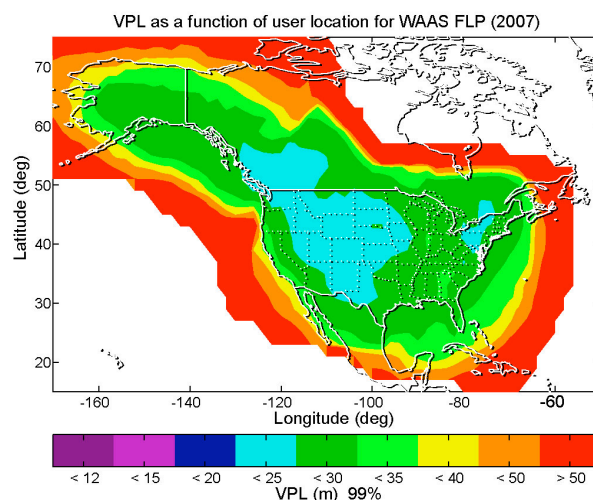 VPL as a function of user location for WAAS FLP (2007)
70
60
50
40
30
20
Latitude (deg)
-160 -140 -120 -100 -80 -60
Longitude (deg)
< 12 < 15 < 20 < 25 < 30 < 35 < 40 < 50 > 50
VPL (m) 99%